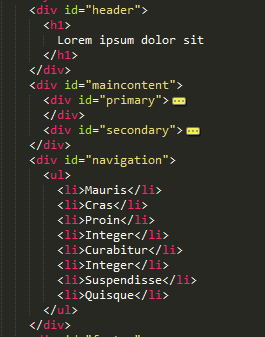 <div id="header">
<h1>
Lorem ipsum dolor sit
</h1>
</div>
<div id="maincontent">
<div id="primary">
</div>
<div id="secondary">
</div>
<div id="navigation">
<ul>
<li>Mauris</li>
<li>Cras</li>
<li>Proin</li>
<li>Integer</li>
<li>Curabitur</li>
<li>Integer</li>
<li>Suspendisse</li>
<li>Quisque</li>
</ul>
</div>